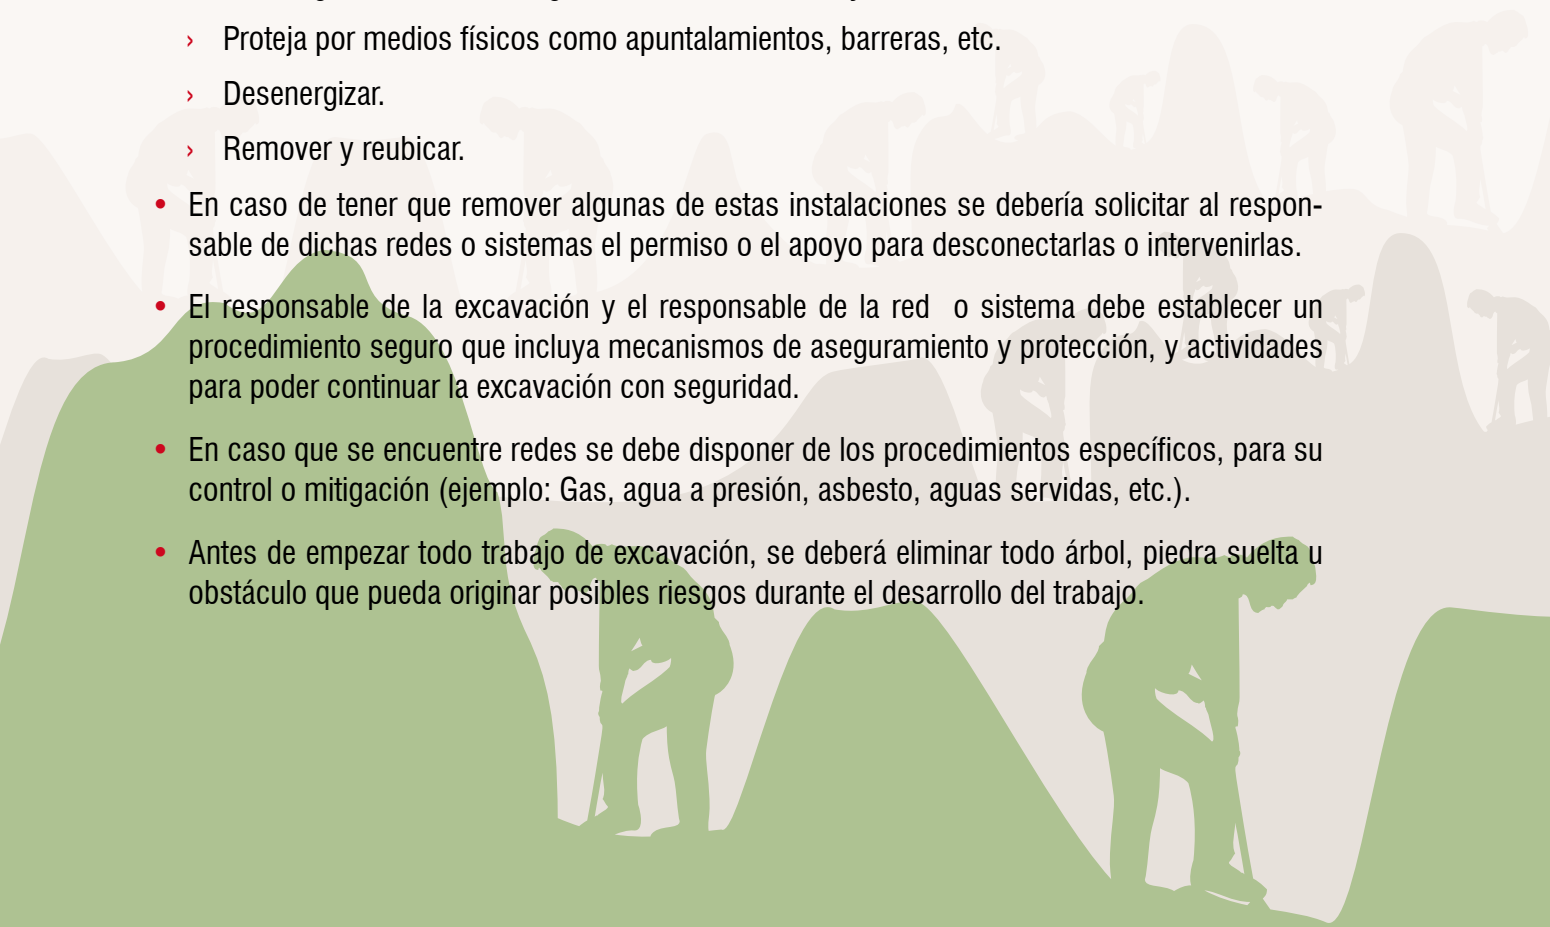 › Proteja por medios físicos como apuntalamientos, barreras, etc.
› Desenergizar.
› Remover y reubicar.
• En caso de tener que remover algunas de estas instalaciones se debería solicitar al respon-
sable de dichas redes o sistemas el permiso o el apoyo para desconectarlas o intervenirlas.
• El responsable de la excavación y el responsable de la red o sistema debe establecer un
procedimiento seguro que incluya mecanismos de aseguramiento y protección, y actividades
para poder continuar la excavación con seguridad.
• En caso que se encuentre redes se debe disponer de los procedimientos específicos, para su
control o mitigación (ejemplo: Gas, agua a presión, asbesto, aguas servidas, etc.).
• Antes de empezar todo trabajo de excavación, se deberá eliminar todo árbol, piedra suelta u
obstáculo que pueda originar posibles riesgos durante el desarrollo del trabajo.